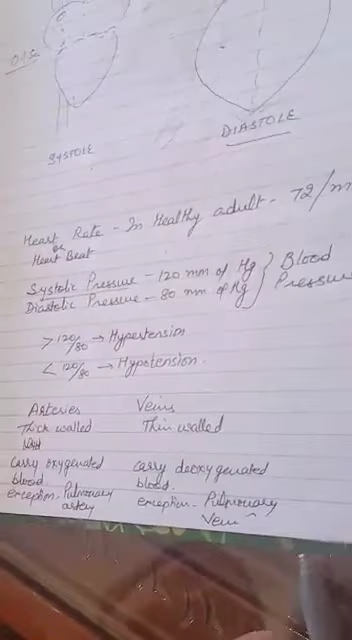 SYSTOLE
DIASTOLE
Heart Rate - In Healthy adult - 72/m
or
Heart Beat
Systolic Pressure - 120 mm of Hg } Blood
Diastolic Pressure - 80 mm of Hg } Pressure
> 120/80 → Hypertension
< 120/80 → Hypotension.
Arteries Veins
Thick walled Thin walled
carry oxygenated carry deoxygenated
blood blood.
exception - Pulmonary exception - Pulmonary
artery Vein